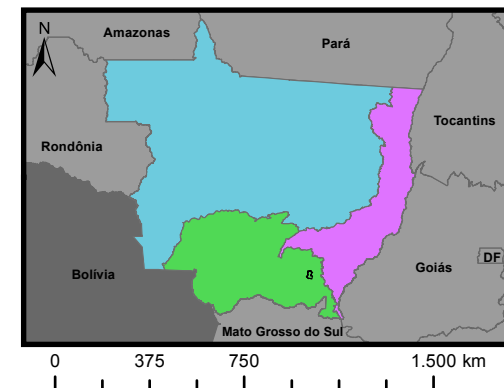 Amazonas
N
Pará
Tocantins
Rondônia
DF
Goiás
Bolívia
Mato Grosso do Sul
0 375 750 1.500 km